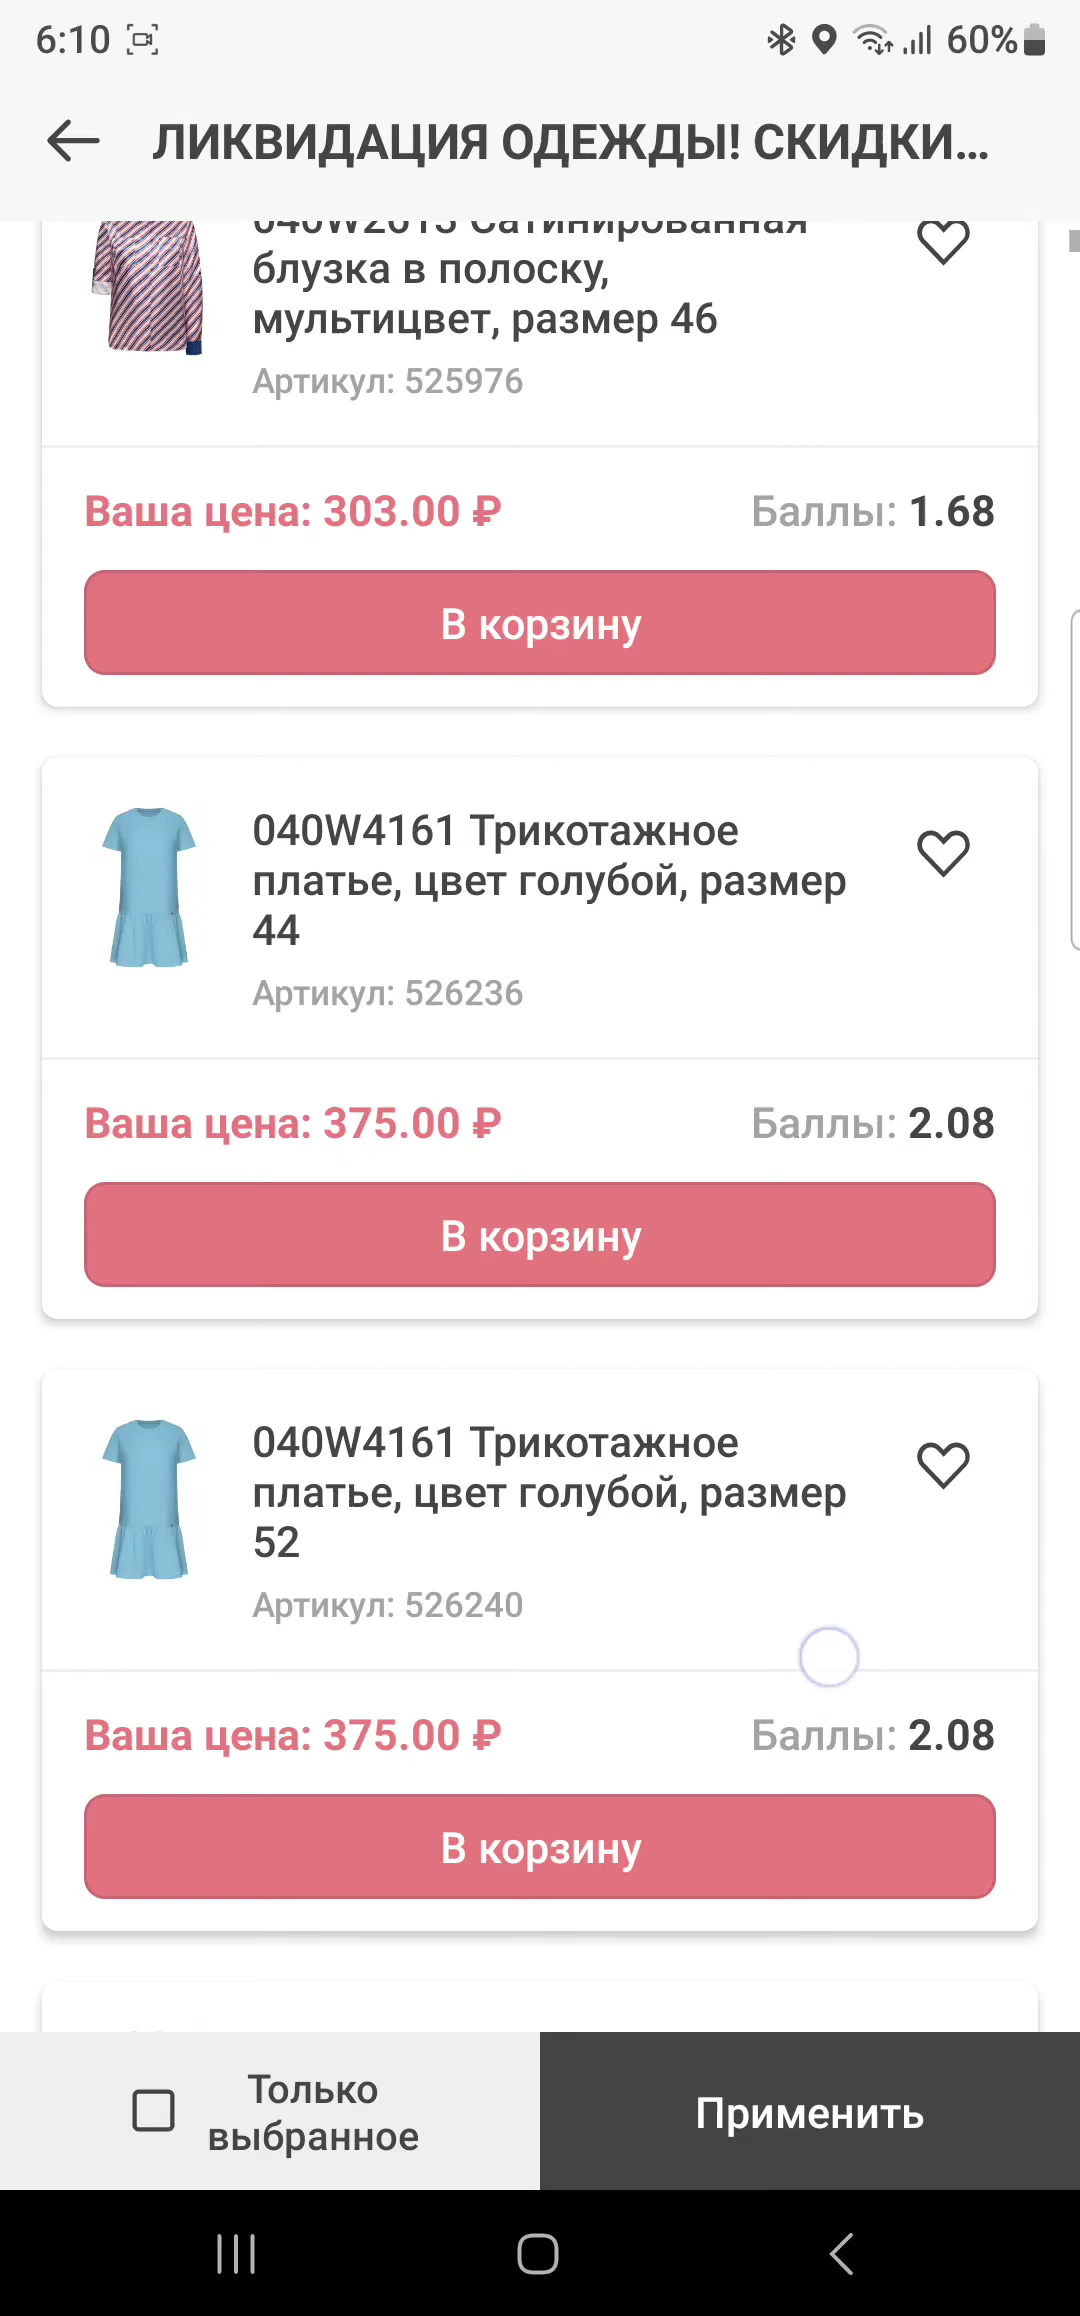 6:10
60%
ЛИКВИДАЦИЯ ОДЕЖДЫ! СКИДКИ...
040W2613 Сатинированная
блузка в полоску,
мультицвет, размер 46
Артикул: 525976
Ваша цена: 303.00 ₽
Баллы: 1.68
В корзину
040W4161 Трикотажное
платье, цвет голубой, размер
44
Артикул: 526236
Ваша цена: 375.00 ₽
Баллы: 2.08
В корзину
040W4161 Трикотажное
платье, цвет голубой, размер
52
Артикул: 526240
Ваша цена: 375.00 ₽
Баллы: 2.08
В корзину
Только
выбранное
Применить